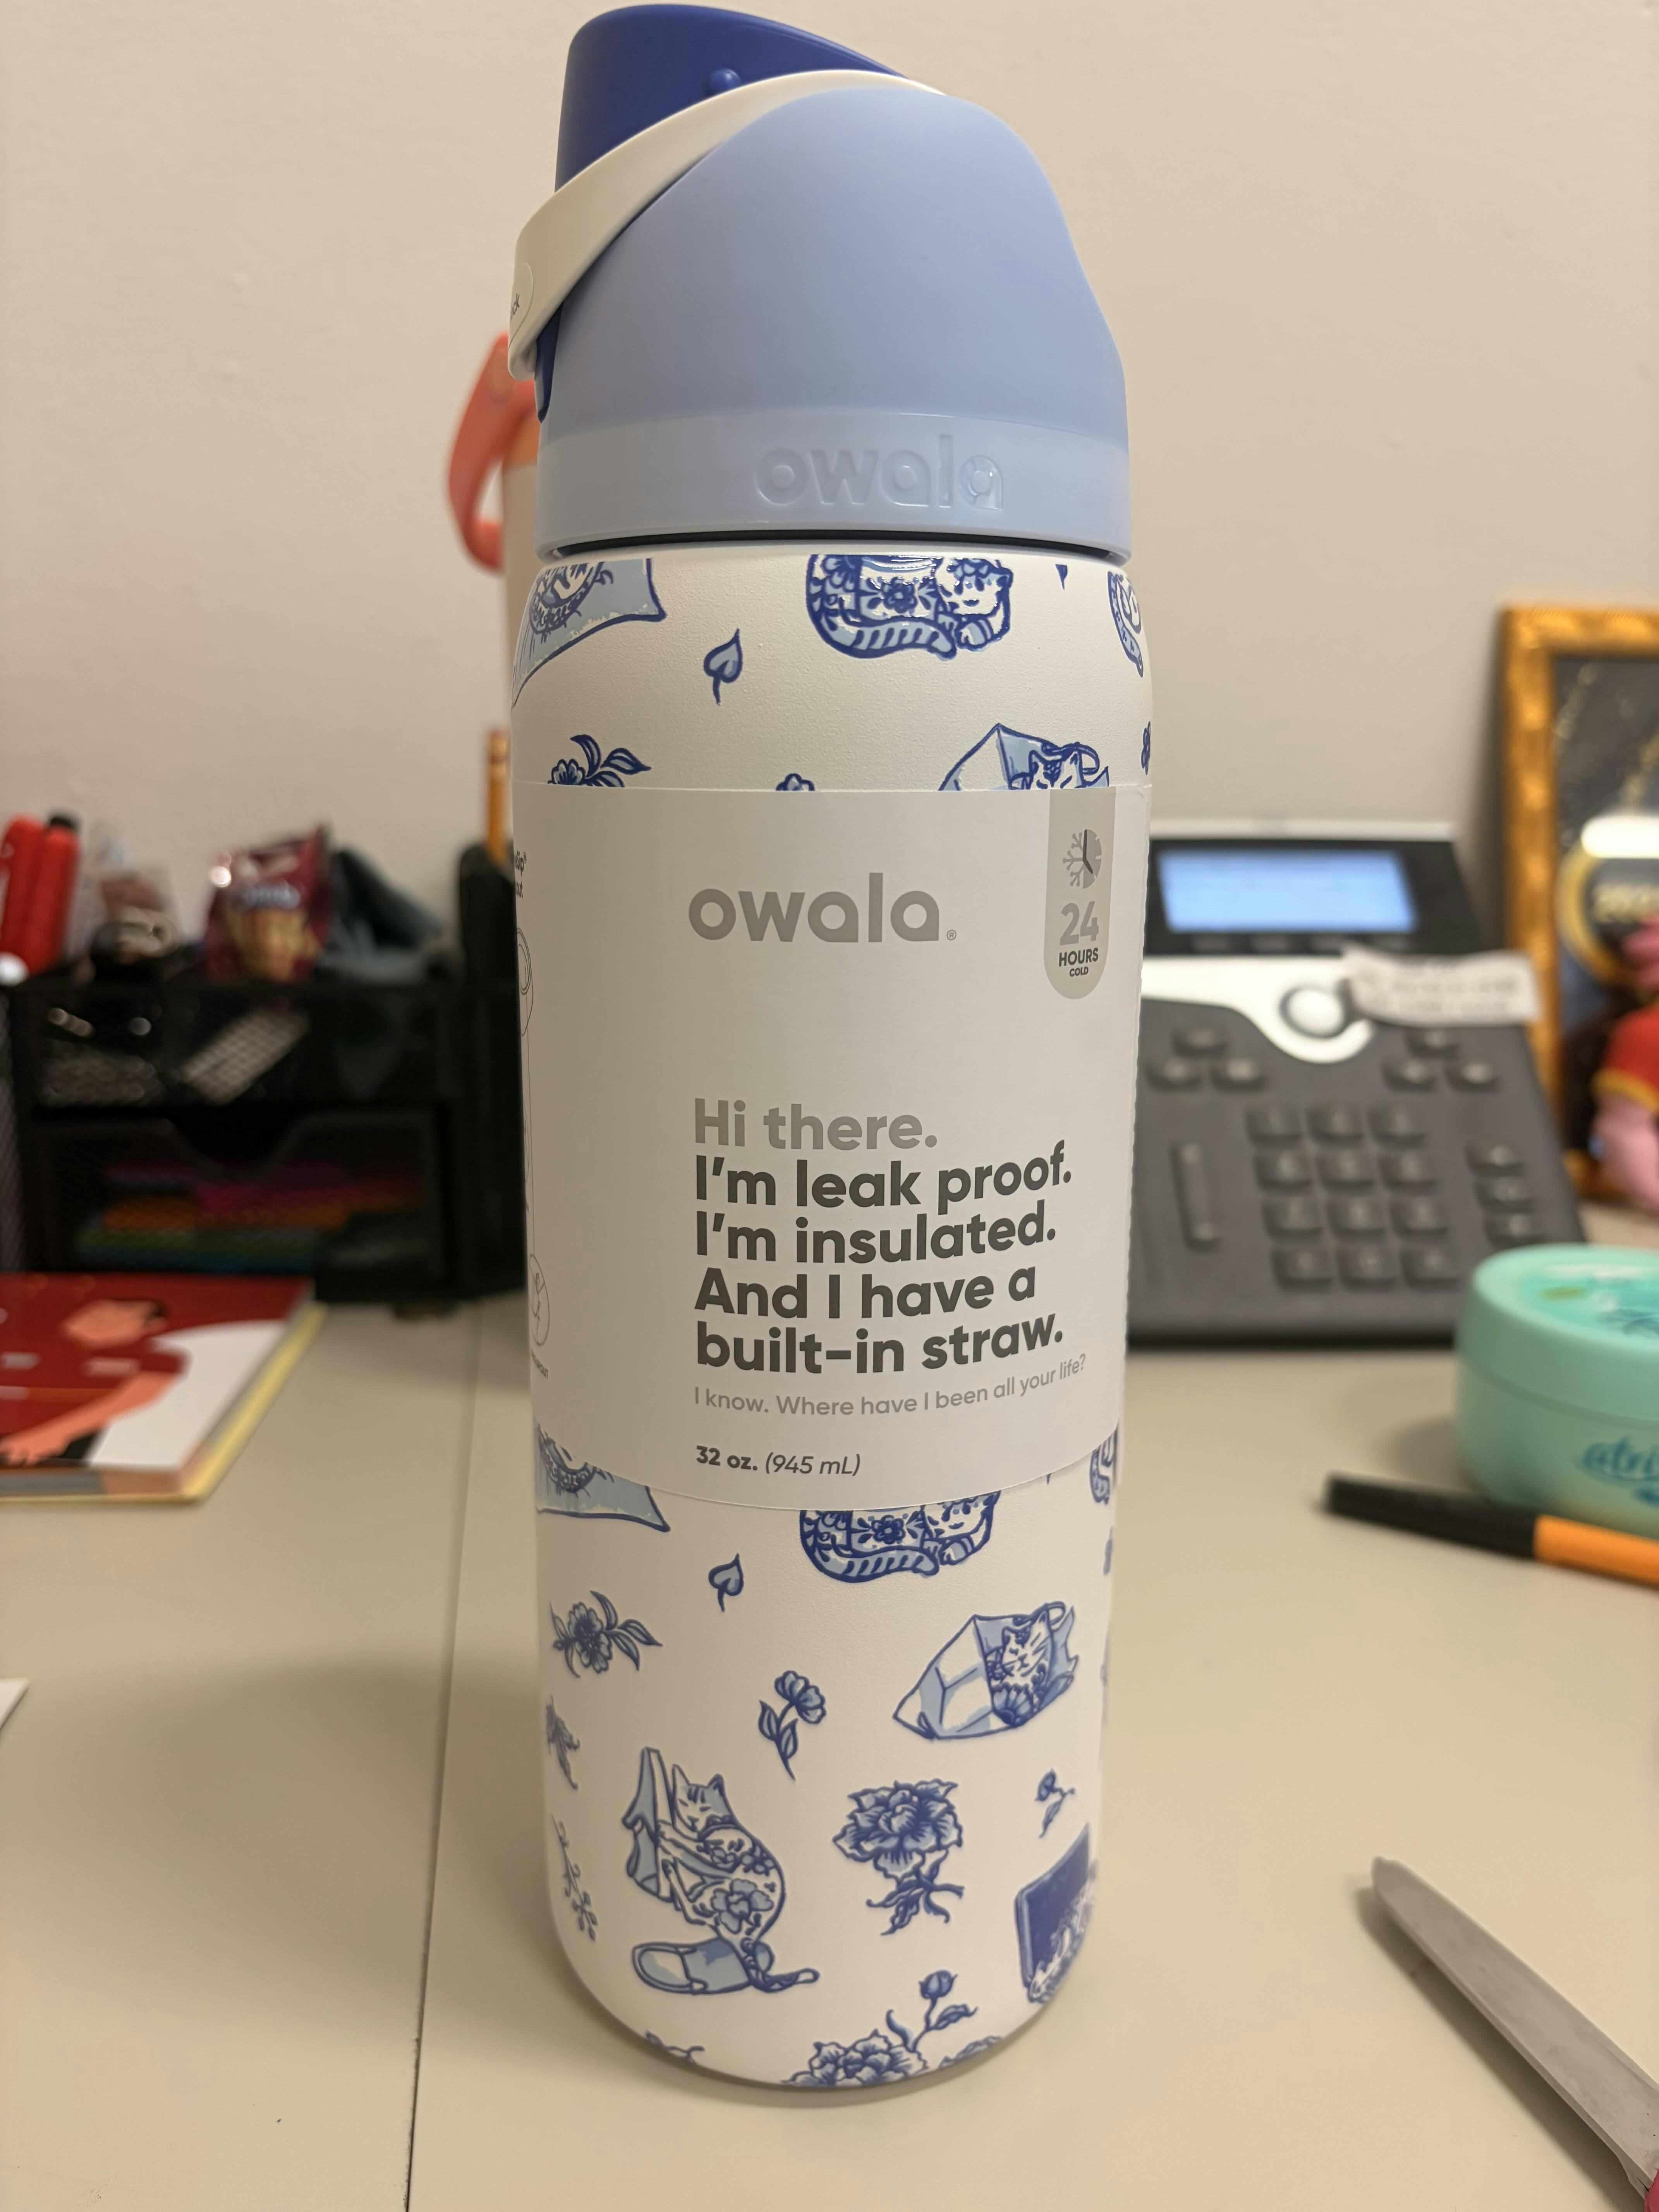 owala
owala®
24
HOURS
COLD
Hi there.
I'm leak proof.
I'm insulated.
And I have a
built-in straw.
I know. Where have I been all your life?
32 oz. (945 mL)